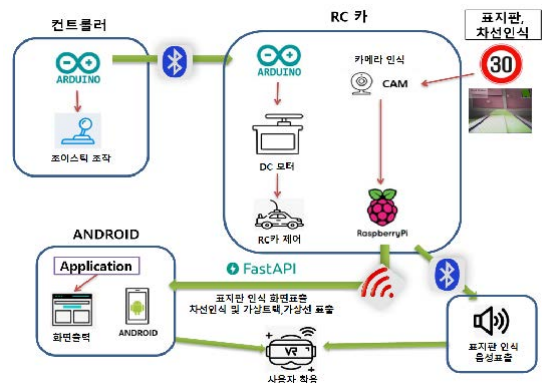 컨트롤러
ARDUINO
조이스틱 조작
RC 카
ARDUINO
DC 모터
RC카 제어
카메라 인식
CAM
RaspberryPi
표지판,
차선인식
30
ANDROID
Application
화면출력
ANDROID
FastAPI
표지판 인식 화면표출
차선인식 및 가상트랙,가상선 표출
VR
사용자 착용
표지판 인식
음성표출